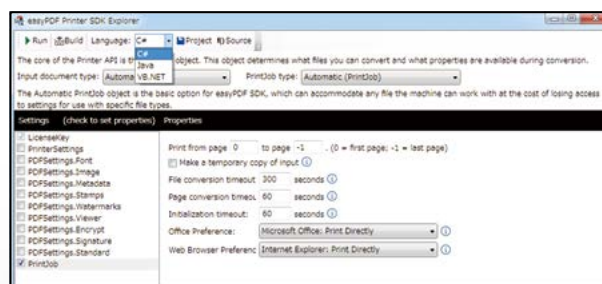 easyPDF Printer SDK Explorer
Run Build Language: C# Project Source
C#
Java
VB.NET
The core of the Printer API is the object. This object determines what files you can convert and what properties are available during conversion.
Input document type: Automa PrintJob type: Automatic (PrintJob)
The Automatic PrintJob object is the basic option for easyPDF SDK, which can accommodate any file the machine can work with at the cost of losing access
to settings for use with specific file types.
Settings (check to set properties) Properties
LicenseKey
PrinterSettings
PDFSettings.Font
PDFSettings.Image
PDFSettings.Metadata
PDFSettings.Stamps
PDFSettings.Watermarks
PDFSettings.Viewer
PDFSettings.Encrypt
PDFSettings.Signature
PDFSettings.Standard
PrintJob
Print from page 0 to page -1 . (0 = first page; -1 = last page)
Make a temporary copy of input
File conversion timeout 300 seconds
Page conversion timeou 60 seconds
Initialization timeout: 60 seconds
Office Preference: Microsoft Office: Print Directly
Web Browser Preferenc Internet Explorer: Print Directly